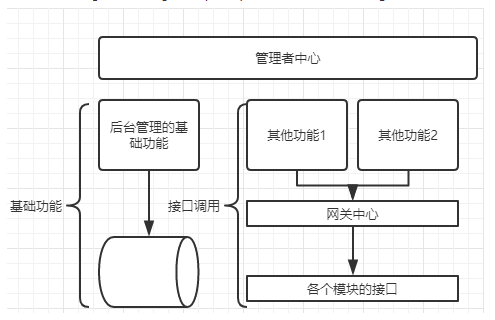 管理者中心
后台管理的基
础功能
其他功能1
其他功能2
基础功能
接口调用
网关中心
各个模块的接口